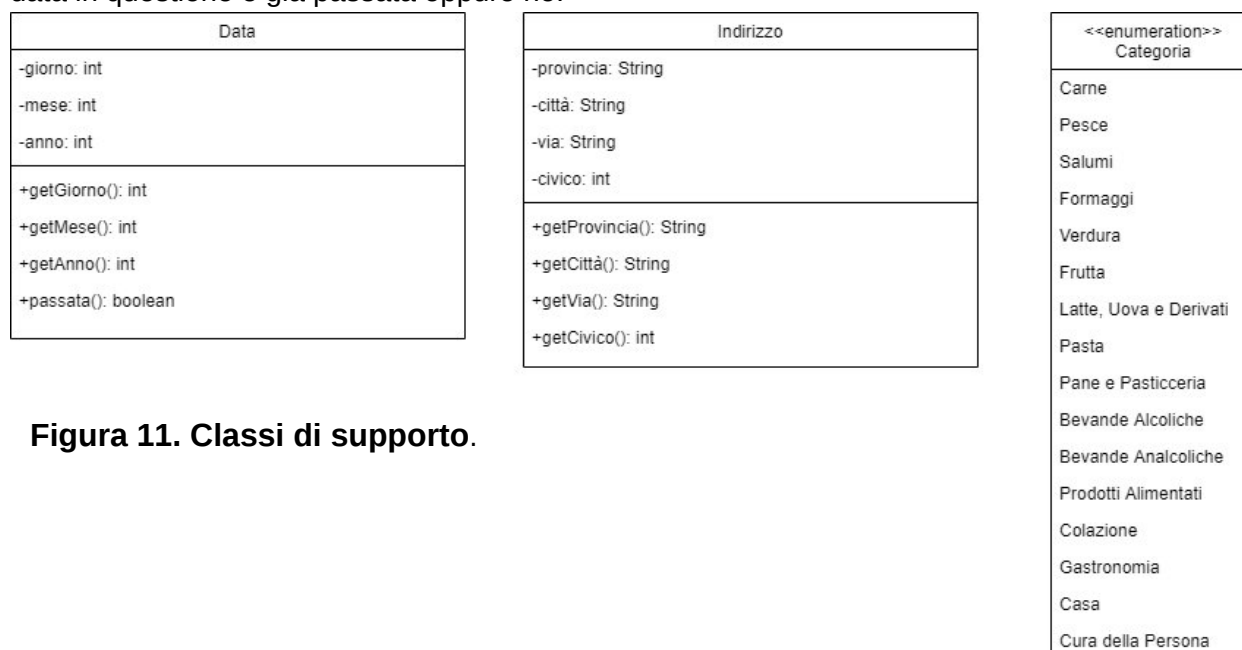 data in questione è già passata oppure no.
Data
-giorno: int
-mese: int
-anno: int
+getGiorno(): int
+getMese(): int
+getAnno(): int
+passata(): boolean
Indirizzo
-provincia: String
-città: String
-via: String
-civico: int
+getProvincia(): String
+getCittà(): String
+getVia(): String
+getCivico(): int
<<enumeration>>
Categoria
Carne
Pesce
Salumi
Formaggi
Verdura
Frutta
Latte, Uova e Derivati
Pasta
Pane e Pasticceria
Bevande Alcoliche
Bevande Analcoliche
Prodotti Alimentati
Colazione
Gastronomia
Casa
Cura della Persona
Figura 11. Classi di supporto.